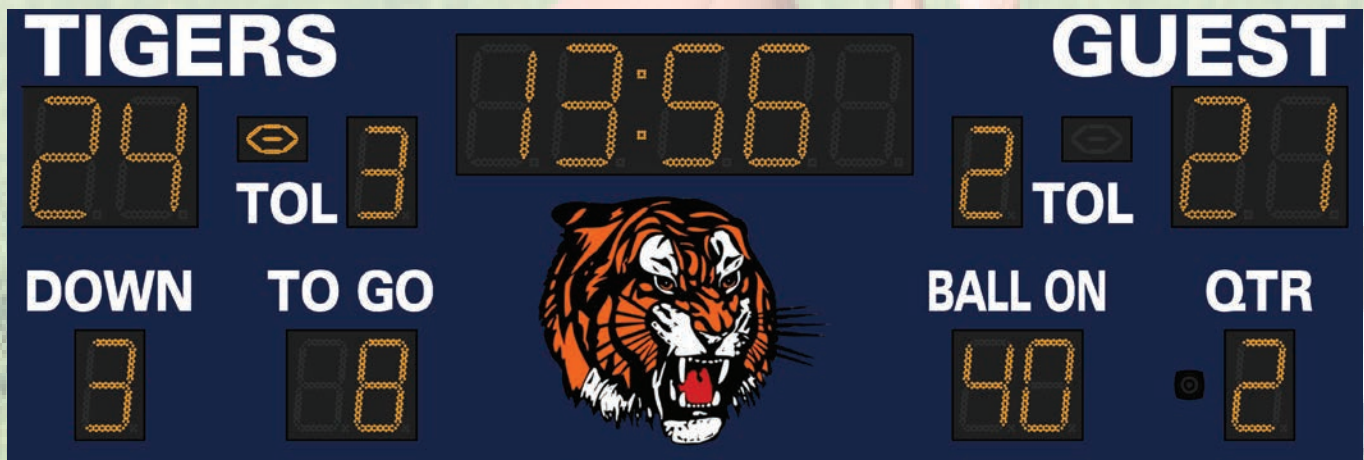 TIGERS 13:56 GUEST
24 3 2 21
TOL TOL
DOWN TO GO BALL ON QTR
3 8 40 2